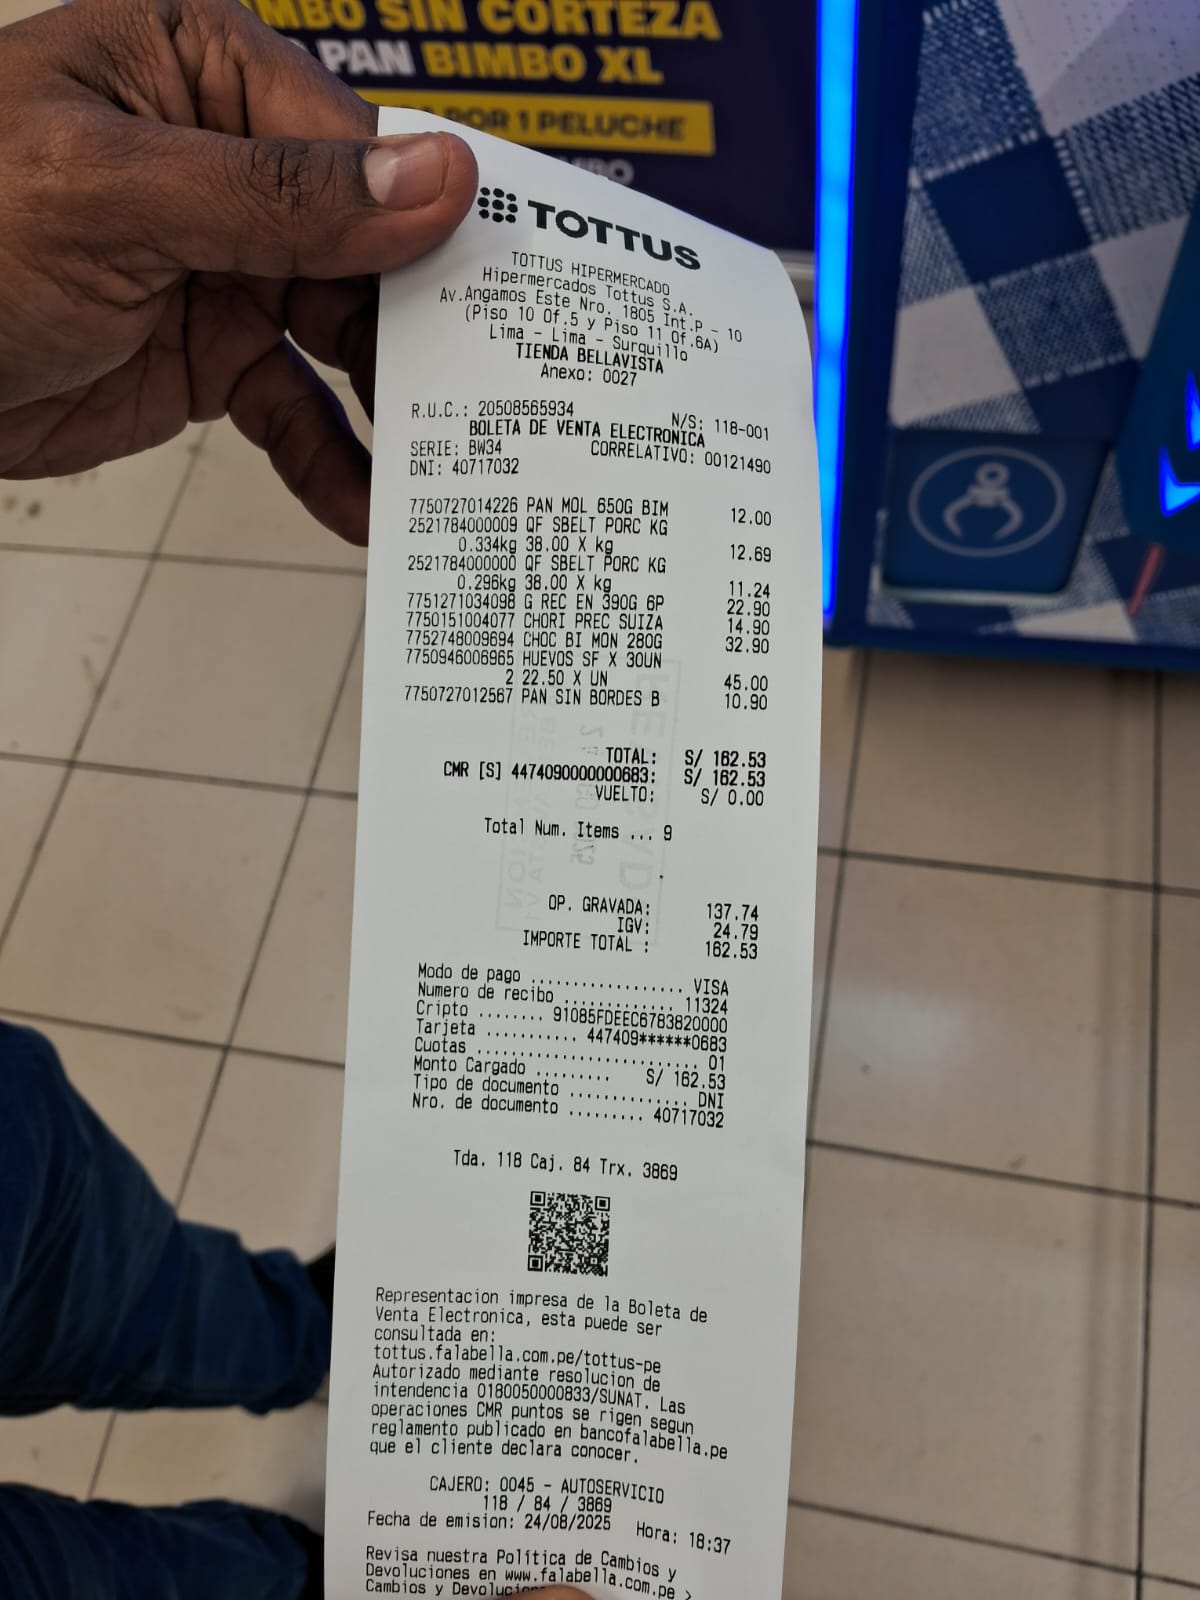 MBO SIN CORTEZA
PAN BIMBO XL
POR 1 PELUCHE
TOTTUS
TOTTUS HIPERMERCADO
Hipermercados Tottus S.A.
Av.Angamos Este Nro. 1805 Int.P - 10
(Piso 10 Of.5 y Piso 11 Of.6A)
Lima - Lima - Surquillo
TIENDA BELLAVISTA
Anexo: 0027
R.U.C.: 20508565934 N/S: 118-001
BOLETA DE VENTA ELECTRONICA
SERIE: BW34 CORRELATIVO: 00121490
DNI: 40717032
7750727014226 PAN MOL 650G BIM 12.00
2521784000009 QF SBELT PORC KG
0.334kg 38.00 X kg 12.69
2521784000000 QF SBELT PORC KG
0.296kg 38.00 X kg 11.24
7751271034098 G REC EN 390G 6P 22.90
7750151004077 CHORI PREC SUIZA 14.90
7752748009694 CHOC BI MON 280G 32.90
7750946006965 HUEVOS SF X 30UN
2 22.50 X UN 45.00
7750727012567 PAN SIN BORDES B 10.90
TOTAL: S/ 162.53
CMR [S] 4474090000000683: S/ 162.53
VUELTO: S/ 0.00
Total Num. Items ... 9
OP. GRAVADA: 137.74
IGV: 24.79
IMPORTE TOTAL : 162.53
Modo de pago .................. VISA
Numero de recibo ............. 11324
Cripto ........ 91085FDEEC6783820000
Tarjeta ........... 447409******0683
Cuotas .......................... 01
Monto Cargado ......... S/ 162.53
Tipo de documento .............. DNI
Nro. de documento ......... 40717032
Tda. 118 Caj. 84 Trx. 3869
Representacion impresa de la Boleta de
Venta Electronica, esta puede ser
consultada en:
tottus.falabella.com.pe/tottus-pe
Autorizado mediante resolucion de
intendencia 0180050000833/SUNAT. Las
operaciones CMR puntos se rigen segun
reglamento publicado en bancofalabella.pe
que el cliente declara conocer.
CAJERO: 0045 - AUTOSERVICIO
118 / 84 / 3869
Fecha de emision: 24/08/2025 Hora: 18:37
Revisa nuestra Política de Cambios y
Devoluciones en www.falabella.com.pe >
Cambios y